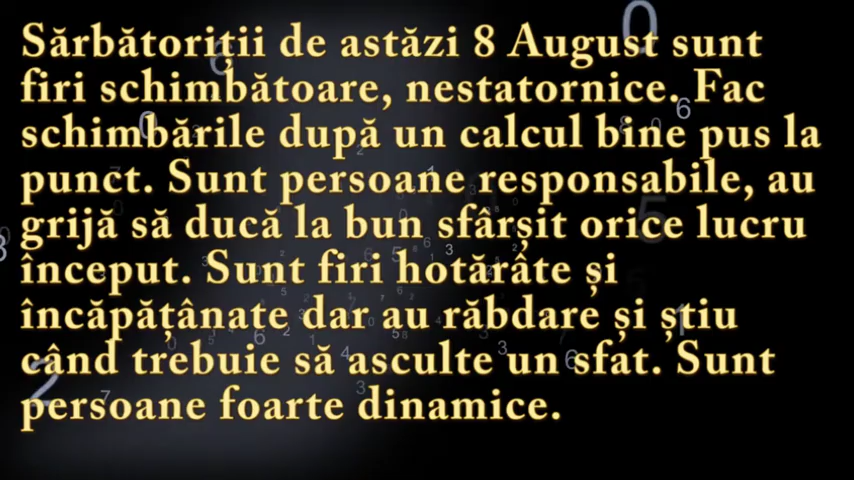 Sărbătoriții de astăzi 8 August sunt
firi schimbătoare, nestatornice. Fac
schimbările după un calcul bine pus la
punct. Sunt persoane responsabile, au
grijă să ducă la bun sfârșit orice lucru
început. Sunt firi hotărâte și
încăpățânate dar au răbdare și știu
când trebuie să asculte un sfat. Sunt
persoane foarte dinamice.